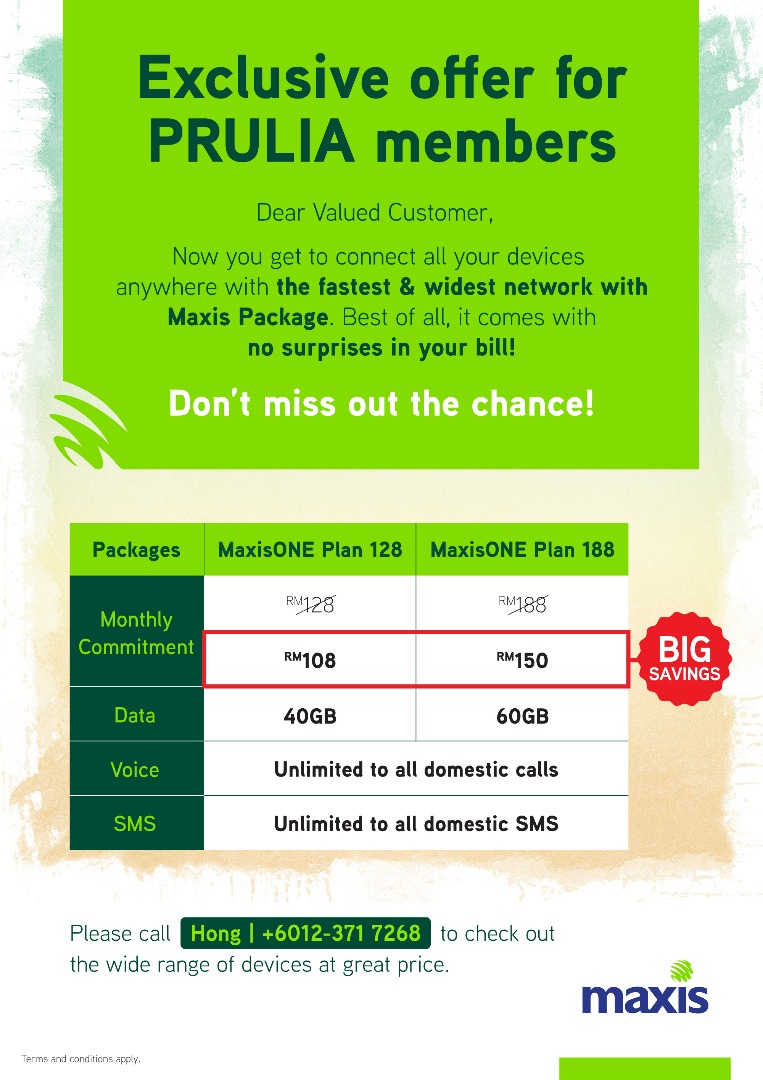 Exclusive offer for
PRULIA members
Dear Valued Customer,
Now you get to connect all your devices
anywhere with the fastest & widest network with
Maxis Package. Best of all, it comes with
no surprises in your bill!
Don't miss out the chance!
Packages MaxisONE Plan 128 MaxisONE Plan 188
Monthly
Commitment
RM128 RM188
RM108 RM150
BIG
SAVINGS
Data 40GB 60GB
Voice Unlimited to all domestic calls
SMS Unlimited to all domestic SMS
Please call Hong | +6012-371 7268 to check out
the wide range of devices at great price.
maxis
Terms and conditions apply.